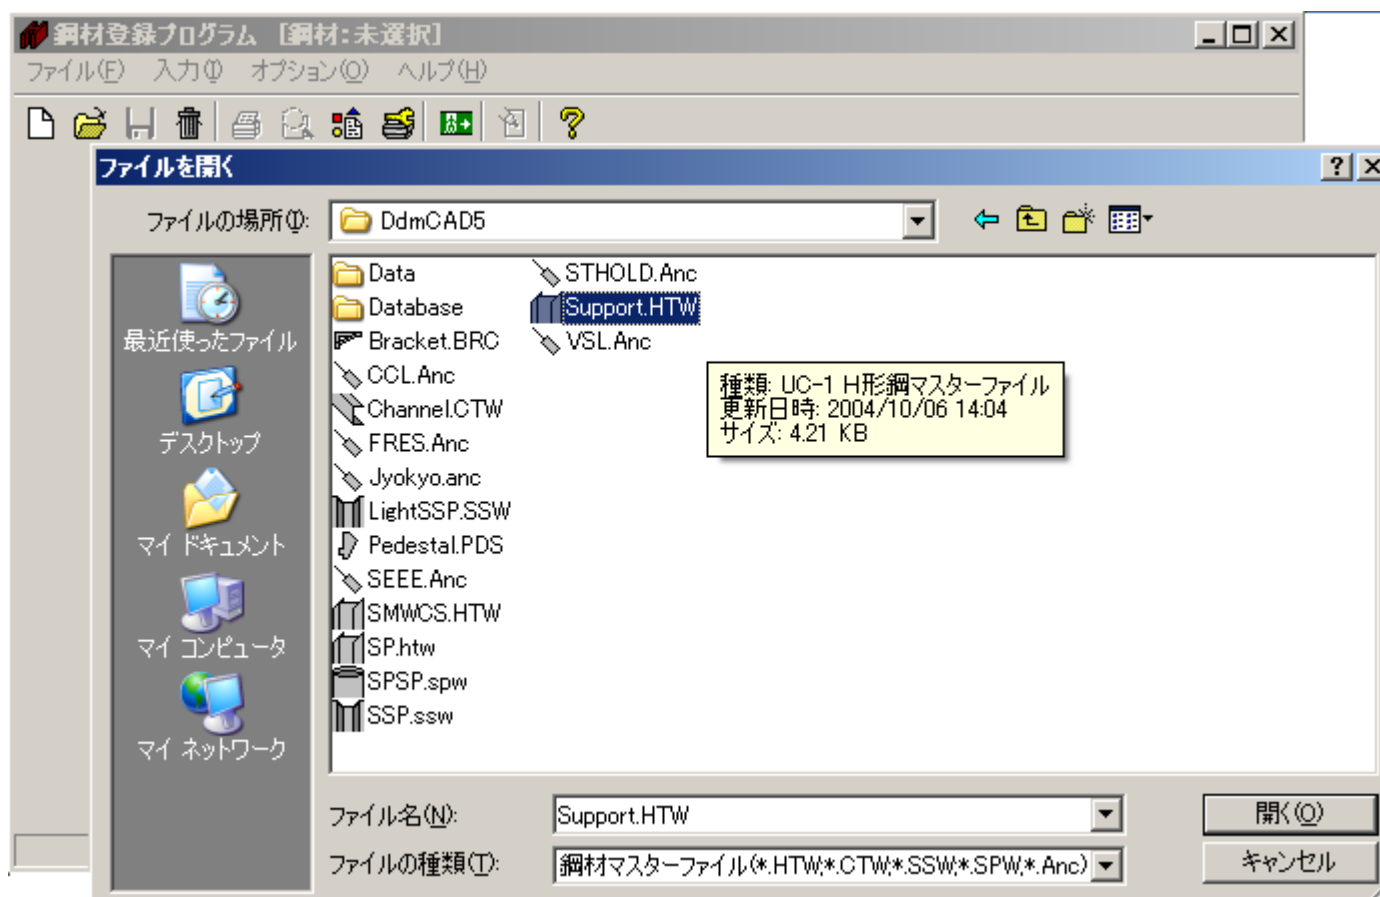 鋼材登録プログラム [鋼材:未選択]
ファイル(F) 入力(I) オプション(O) ヘルプ(H)
ファイルを開く
ファイルの場所(I):
DdmCAD5
最近使ったファイル
デスクトップ
マイ ドキュメント
マイ コンピュータ
マイ ネットワーク
Data
Database
Bracket.BRC
CCL.Anc
Channel.CTW
FRES.Anc
Jyokyo.anc
LightSSP.SSW
Pedestal.PDS
SEEE.Anc
SMWCS.HTW
SP.htw
SPSP.spw
SSP.ssw
STHOLD.Anc
Support.HTW
VSL.Anc
種類: UC-1 H形鋼マスターファイル
更新日時: 2004/10/06 14:04
サイズ: 4.21 KB
ファイル名(N):
Support.HTW
開く(O)
ファイルの種類(T):
鋼材マスターファイル(*.HTW;*.CTW;*.SSW;*.SPW;*.Anc)
キャンセル